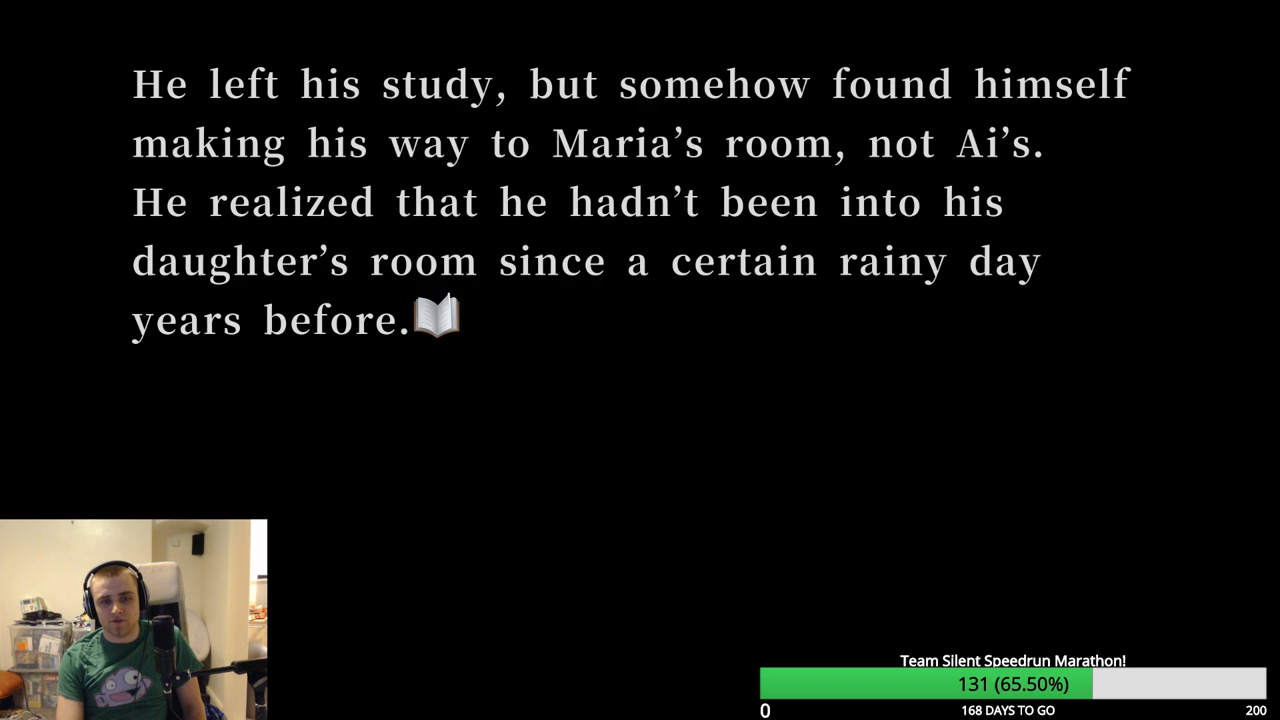 He left his study, but somehow found himself
making his way to Maria’s room, not Ai’s.
He realized that he hadn’t been into his
daughter’s room since a certain rainy day
years before.
Team Silent Speedrun Marathon!
131 (65.50%)
0 168 DAYS TO GO 200